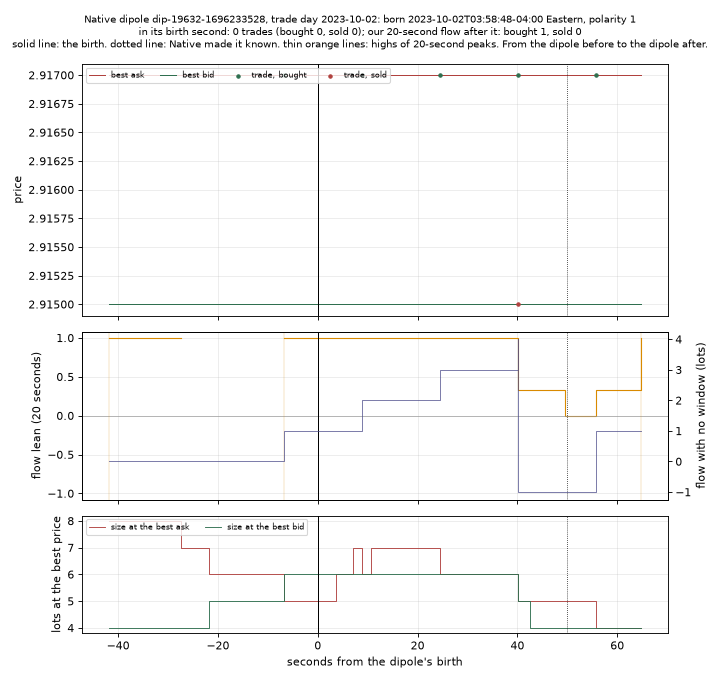 Native dipole dip-19632-1696233528, trade day 2023-10-02: born 2023-10-02T03:58:48-04:00 Eastern, polarity 1
in its birth second: 0 trades (bought 0, sold 0); our 20-second flow after it: bought 1, sold 0
solid line: the birth. dotted line: Native made it known. thin orange lines: highs of 20-second peaks. From the dipole before to the dipole after.
best ask best bid trade, bought trade, sold
2.91700
2.91675
2.91650
2.91625
2.91600
2.91575
2.91550
2.91525
2.91500
price
1.0
0.5
0.0
−0.5
−1.0
flow lean (20 seconds)
4
3
2
1
0
−1
flow with no window (lots)
size at the best ask size at the best bid
8
7
6
5
4
lots at the best price
−40 −20 0 20 40 60
seconds from the dipole's birth